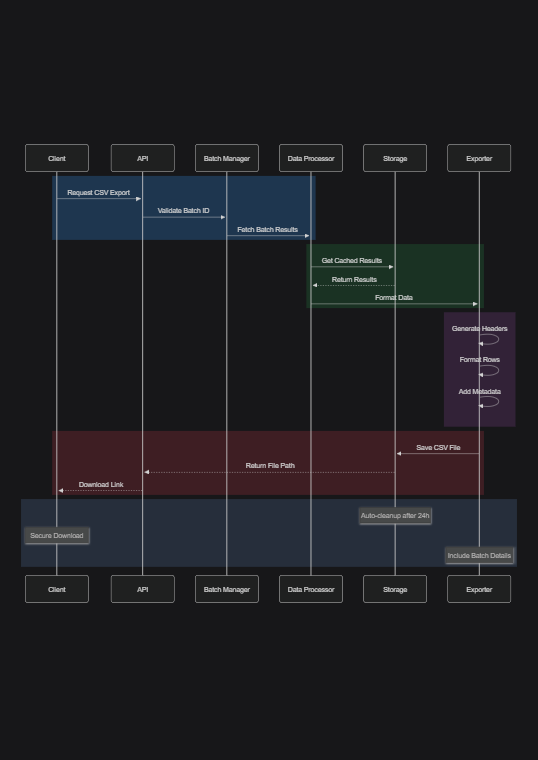 Client
API
Batch Manager
Data Processor
Storage
Exporter
Request CSV Export
Validate Batch ID
Fetch Batch Results
Get Cached Results
Return Results
Format Data
Generate Headers
Format Rows
Add Metadata
Save CSV File
Return File Path
Download Link
Auto-cleanup after 24h
Secure Download
Include Batch Details
Client
API
Batch Manager
Data Processor
Storage
Exporter